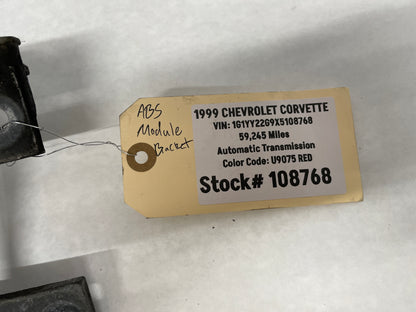 ABS
Module
Bracket
1999 CHEVROLET CORVETTE
VIN: 1G1YY22G9X5108768
59,245 Miles
Automatic Transmission
Color Code: U9075 RED
Stock# 108768